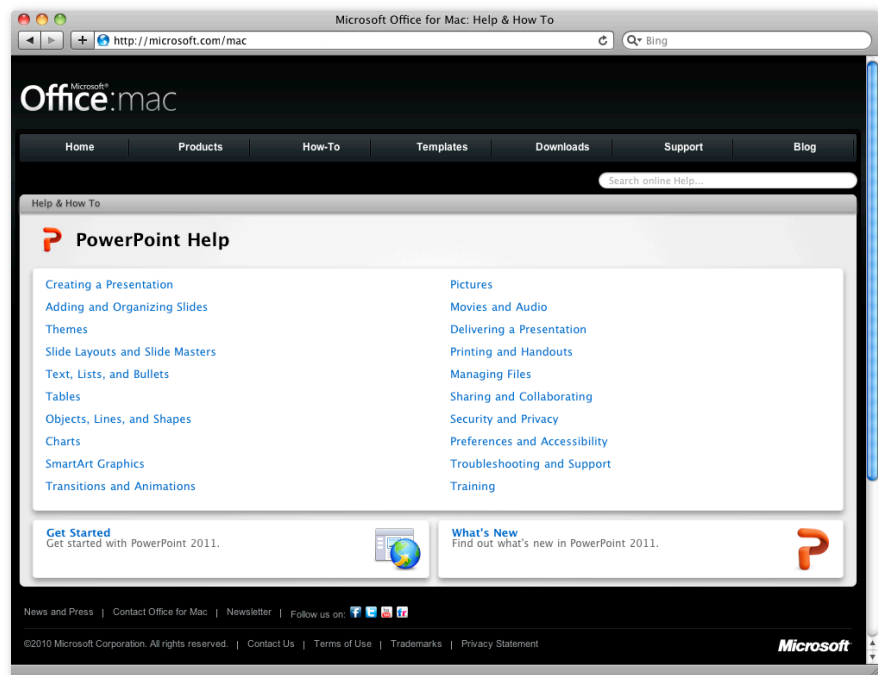 Microsoft Office for Mac: Help & How To
http://microsoft.com/mac
Bing
Microsoft®
Office:mac
Home Products How-To Templates Downloads Support Blog
Search online Help...
Help & How To
PowerPoint Help
Creating a Presentation
Adding and Organizing Slides
Themes
Slide Layouts and Slide Masters
Text, Lists, and Bullets
Tables
Objects, Lines, and Shapes
Charts
SmartArt Graphics
Transitions and Animations
Pictures
Movies and Audio
Delivering a Presentation
Printing and Handouts
Managing Files
Sharing and Collaborating
Security and Privacy
Preferences and Accessibility
Troubleshooting and Support
Training
Get Started
Get started with PowerPoint 2011.
What's New
Find out what's new in PowerPoint 2011.
News and Press | Contact Office for Mac | Newsletter | Follow us on:
©2010 Microsoft Corporation. All rights reserved. | Contact Us | Terms of Use | Trademarks | Privacy Statement
Microsoft